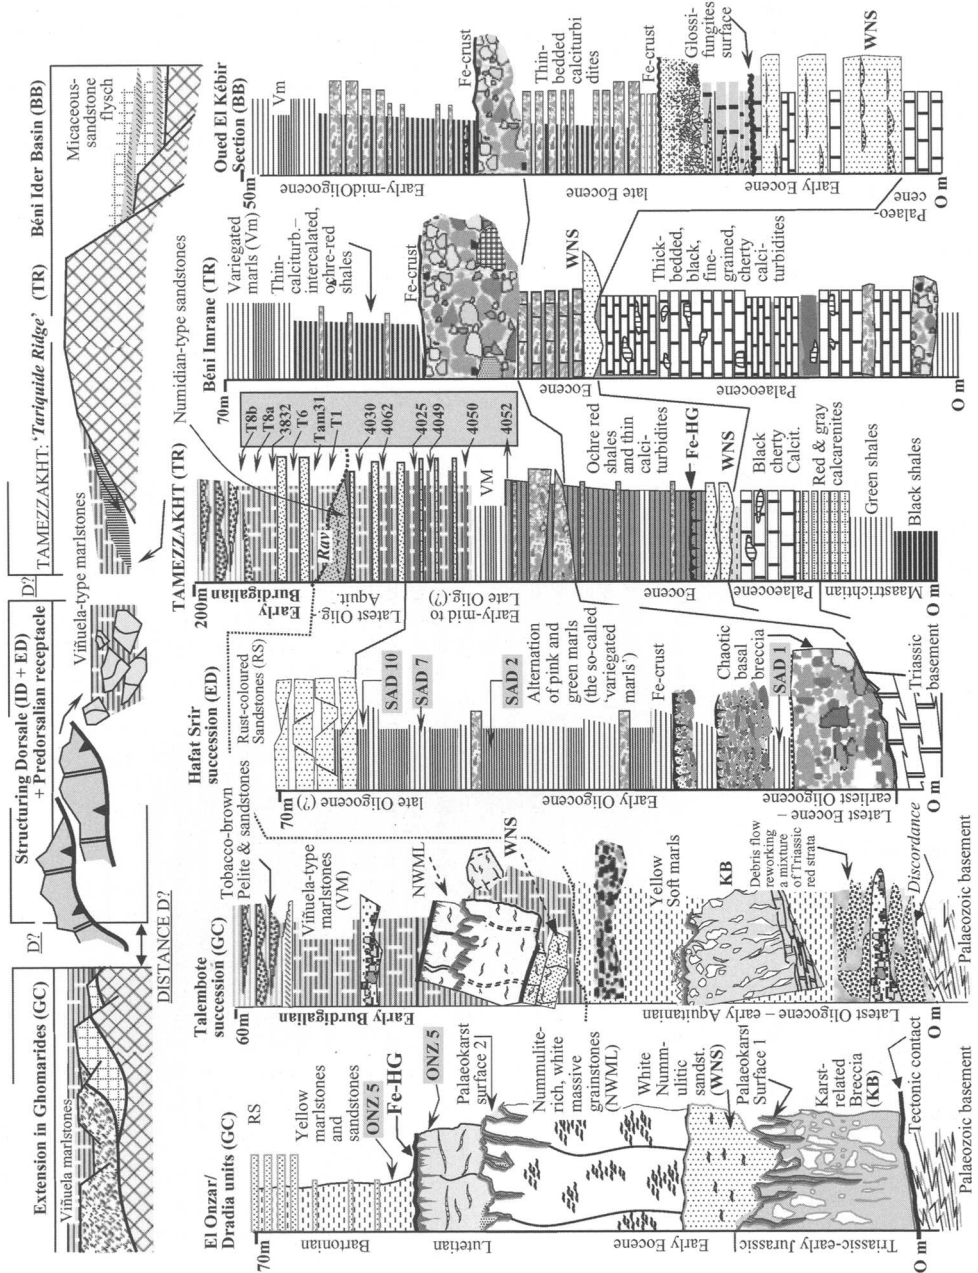 Extension in Ghomarides (GC)
Viñuela marlstones
D?
DISTANCE D?
Structuring Dorsale (ID + ED)
+ Predorsalian receptacle
Viñuela-type marlstones
D?
TAMEZZAKHT: 'Tariquide Ridge' (TR)
Numidian-type sandstones
Béni Ider Basin (BB)
Micaceous-
sandstone
flysch
El Onzar/
Dradia units (GC)
70m
RS
Yellow
marlstones
and
sandstones
ONZ 5
Fe-HG
ONZ 5
Palaeokarst
surface 2
Nummulite-
rich, white
massive
grainstones
(NWML)
White
Numm-
ulitic
sandst.
WNS
Palaeokarst
Surface 1
Karst-
related
Breccia
(KB)
Tectonic contact
Palaeozoic basement
Bartonian
Lutetian
Early Eocene
Triassic-early Jurassic
O m
Talembote
succession (GC)
60m
Tobacco-brown
Pelite & sandstones
Viñuela-type
marlstones
(VM)
NWML
WNS
Yellow
Soft marls
KB
Debris flow
reworking
a mixture
of Triassic
red strata
Discordance
Palaeozoic basement
Early Burdigalian
Latest Oligocene – early Aquitanian
O m
Hafat Srir
succession (ED)
70m
Rust-coloured
Sandstones (RS)
SAD 10
SAD 7
SAD 2
Alternation
of pink and
green marls
(the so-called
'variegated
marls')
Fe-crust
Chaotic
basal
breccia
SAD 1
Triassic
basement
late Oligocene (?)
Early Oligocene
Latest Eocene –
earliest Oligocene
O m
TAMEZZAKHT (TR)
200m
T8b
T8a
3832
T6
Tam31
T1
4030
4062
4025
4049
4050
4052
Rav
VM
Ochre red
shales
and thin
calci-
turbidites
Fe-HG
WNS
Black
cherty
Calcit.
Red & gray
calcarenites
Green shales
Black shales
Early
Burdigalian
Latest Olig.-
Aquit.
Early-mid to
Late Olig.(?)
Eocene
Palaeocene
Maastrichtian
O m
Béni Imrane (TR)
70m
Variegated
marls (Vm)
Thin-
calciturb.–
intercalated,
ochre-red
shales
Fe-crust
WNS
Thick-
bedded,
black,
fine-
grained,
cherty
calci-
turbidites
Eocene
Palaeocene
O m
Oued El Kébir
Section (BB)
50m
Vm
Fe-crust
Thin-
bedded
calciturbi
dites
Fe-crust
Glossi-
fungites
surface
WNS
Early-midOligocene
late Eocene
Early Eocene
Palaeo-
cene
O m